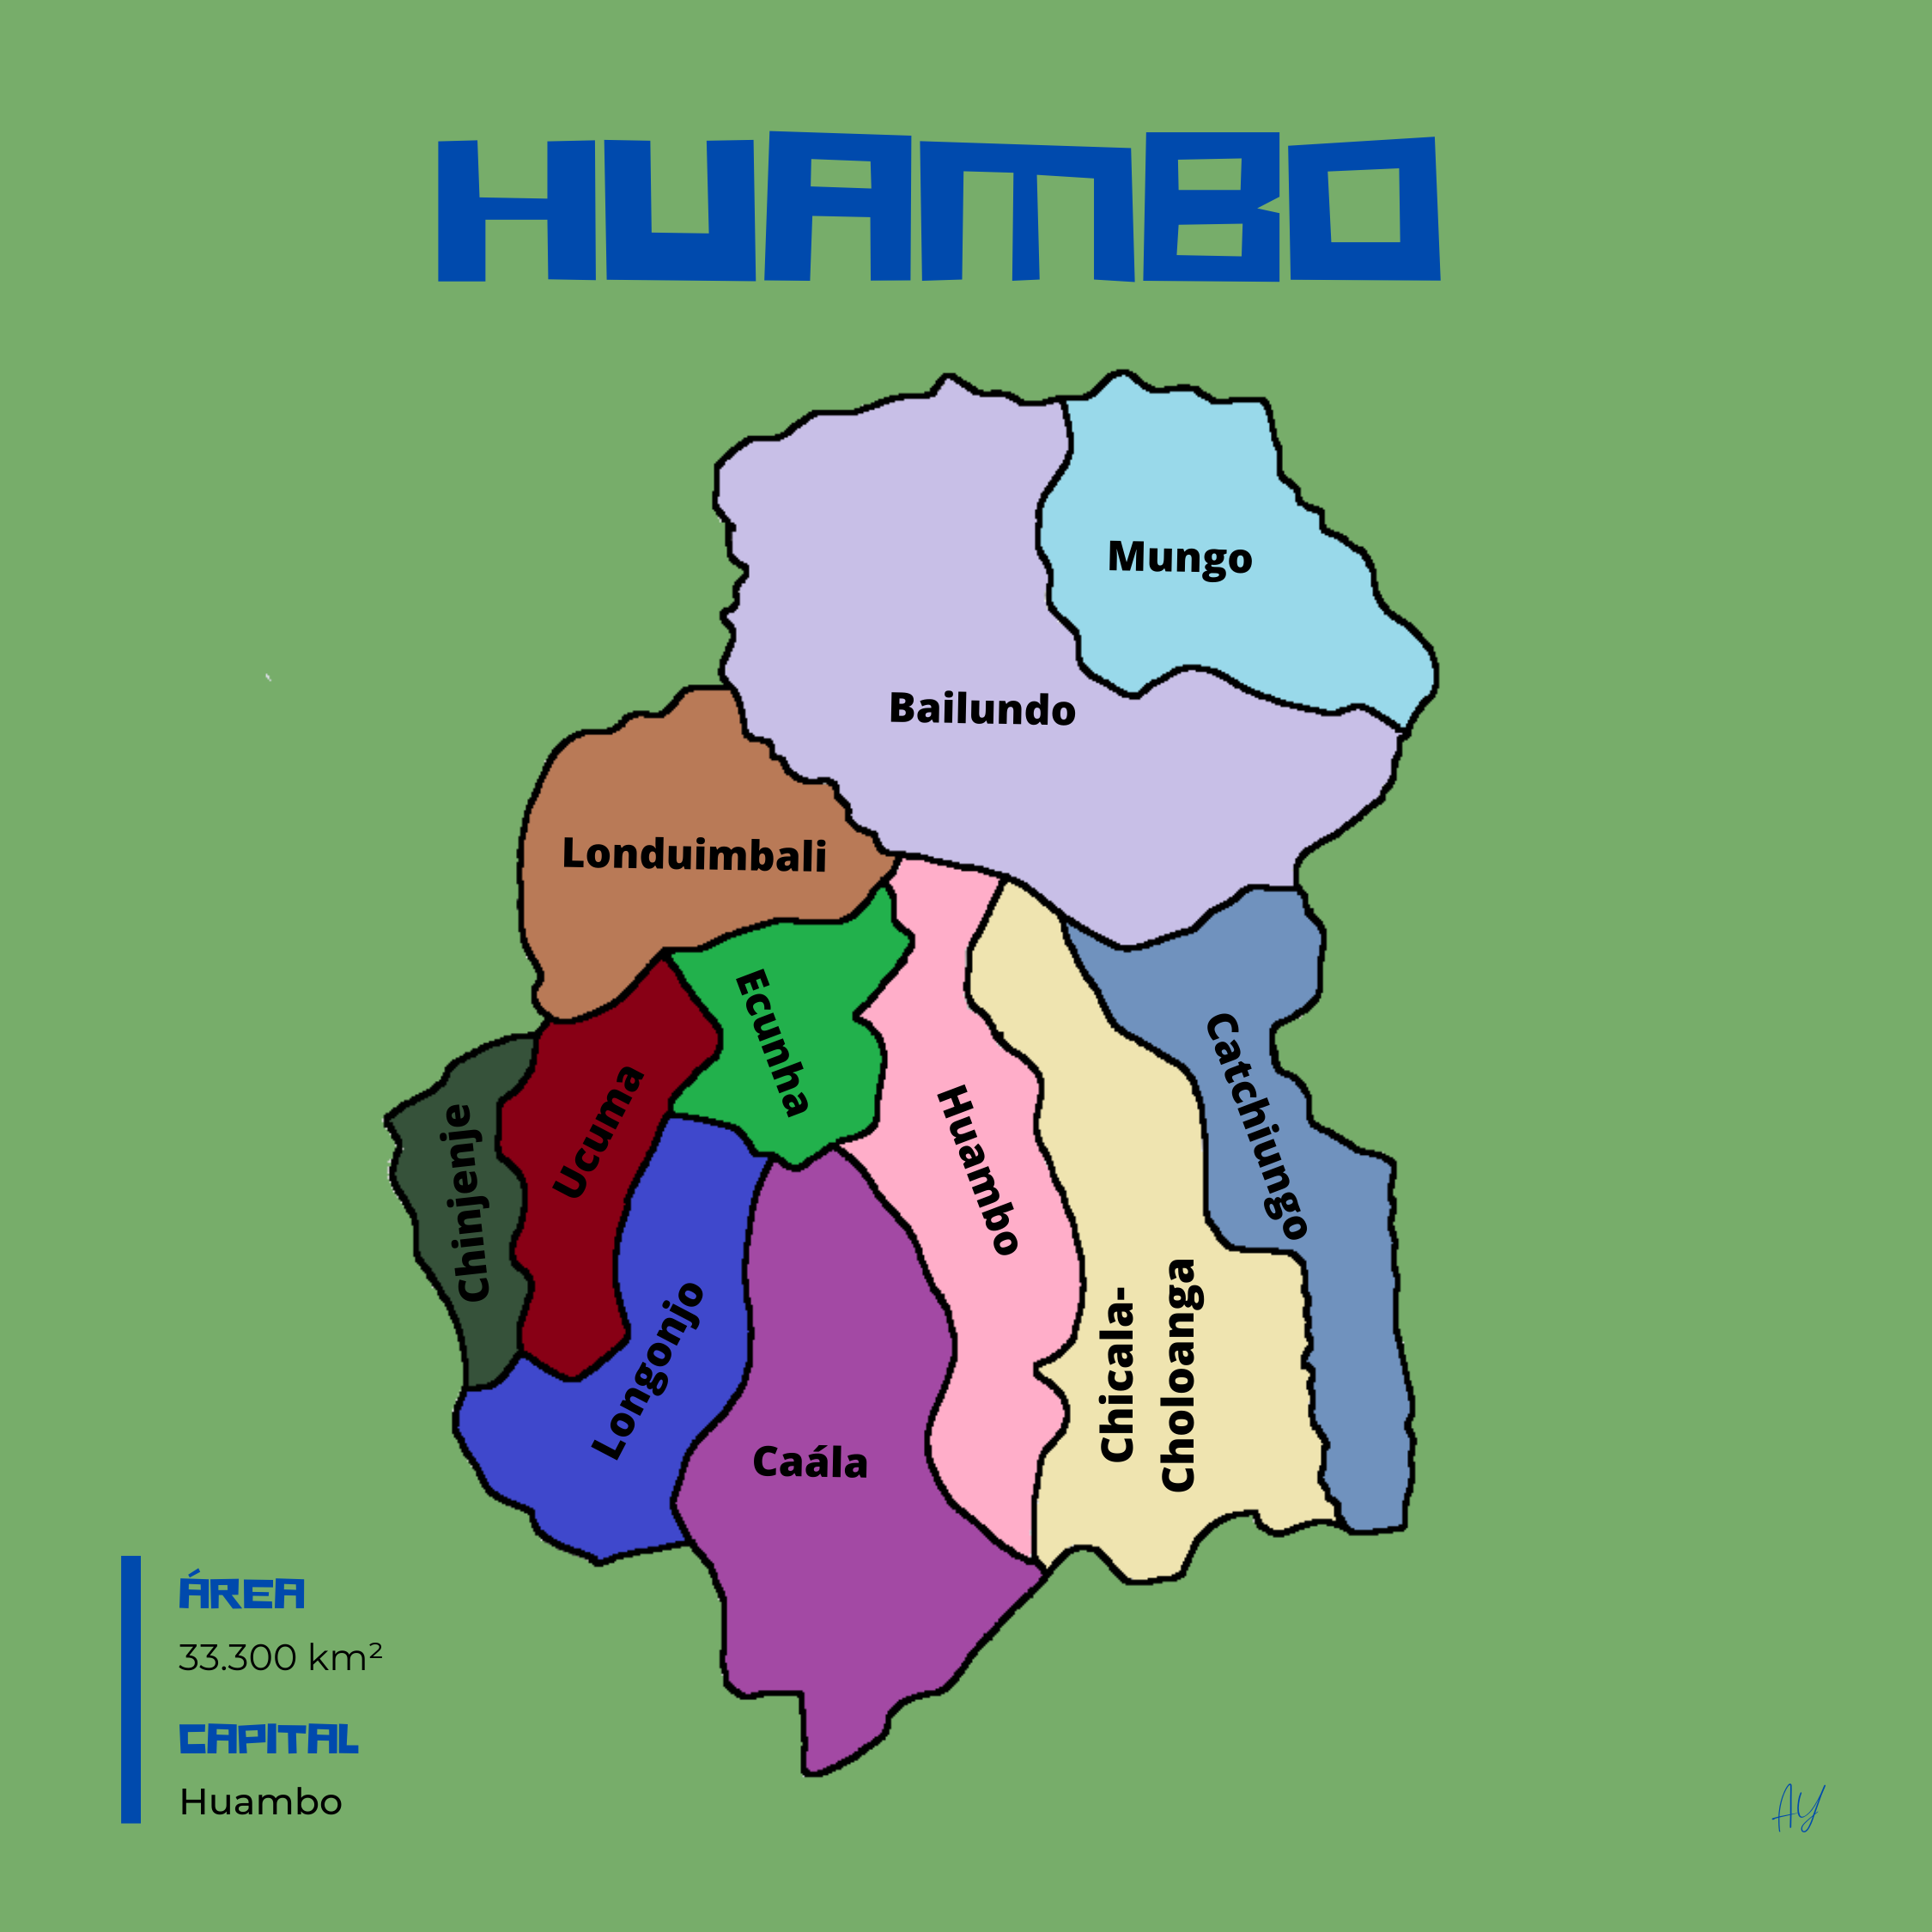 HUAMBO
Mungo
Bailundo
Londuimbali
Ecunha
Catchiungo
Ucuma
Huambo
Chinjenje
Longonjo
Chicala-
Choloanga
Caála
ÁREA
33.300 km²
CAPITAL
Huambo
AY